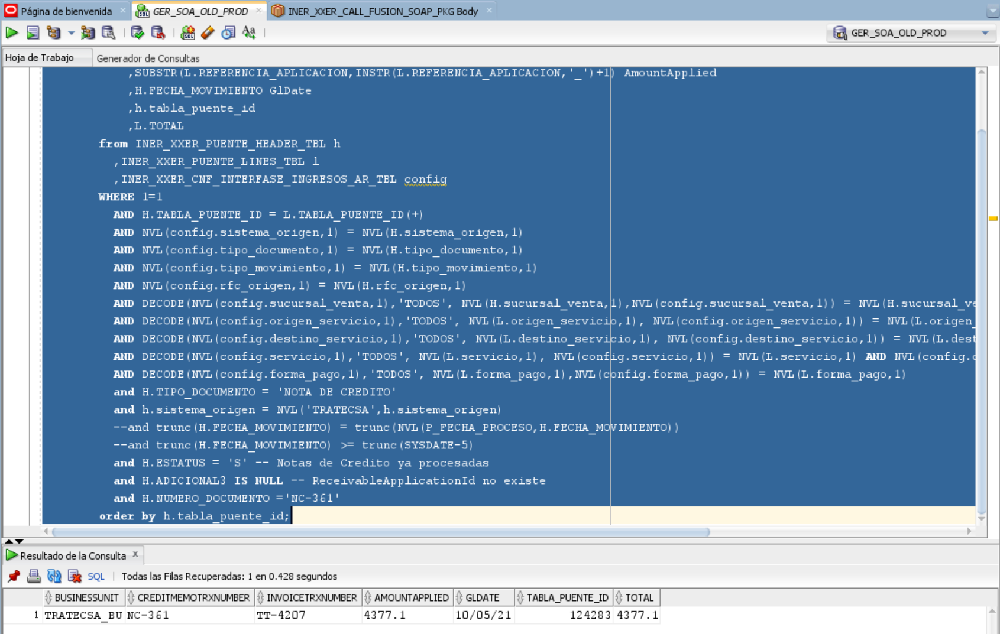 Página de bienvenida
GER_SOA_OLD_PROD
INER_XXER_CALL_FUSION_SOAP_PKG Body
GER_SOA_OLD_PROD
Hoja de Trabajo
Generador de Consultas
,SUBSTR(L.REFERENCIA_APLICACION,INSTR(L.REFERENCIA_APLICACION,'_')+1) AmountApplied
,H.FECHA_MOVIMIENTO GlDate
,h.tabla_puente_id
,L.TOTAL
from INER_XXER_PUENTE_HEADER_TBL h
,INER_XXER_PUENTE_LINES_TBL l
,INER_XXER_CNF_INTERFASE_INGRESOS_AR_TBL config
WHERE 1=1
AND H.TABLA_PUENTE_ID = L.TABLA_PUENTE_ID(+)
AND NVL(config.sistema_origen,1) = NVL(H.sistema_origen,1)
AND NVL(config.tipo_documento,1) = NVL(H.tipo_documento,1)
AND NVL(config.tipo_movimiento,1) = NVL(H.tipo_movimiento,1)
AND NVL(config.rfc_origen,1) = NVL(H.rfc_origen,1)
AND DECODE(NVL(config.sucursal_venta,1),'TODOS', NVL(H.sucursal_venta,1),NVL(config.sucursal_venta,1)) = NVL(H.sucursal_ve
AND DECODE(NVL(config.origen_servicio,1),'TODOS', NVL(L.origen_servicio,1), NVL(config.origen_servicio,1)) = NVL(L.origen_
AND DECODE(NVL(config.destino_servicio,1),'TODOS', NVL(L.destino_servicio,1), NVL(config.destino_servicio,1)) = NVL(L.dest
AND DECODE(NVL(config.servicio,1),'TODOS', NVL(L.servicio,1), NVL(config.servicio,1)) = NVL(L.servicio,1) AND NVL(config.c
AND DECODE(NVL(config.forma_pago,1),'TODOS', NVL(L.forma_pago,1),NVL(config.forma_pago,1)) = NVL(L.forma_pago,1)
and H.TIPO_DOCUMENTO = 'NOTA DE CREDITO'
and h.sistema_origen = NVL('TRATECSA',h.sistema_origen)
--and trunc(H.FECHA_MOVIMIENTO) = trunc(NVL(P_FECHA_PROCESO,H.FECHA_MOVIMIENTO))
--and trunc(H.FECHA_MOVIMIENTO) >= trunc(SYSDATE-5)
and H.ESTATUS = 'S' -- Notas de Credito ya procesadas
and H.ADICIONAL3 IS NULL -- ReceivableApplicationId no existe
and H.NUMERO_DOCUMENTO ='NC-361'
order by h.tabla_puente_id;
Resultado de la Consulta x
SQL | Todas las Filas Recuperadas: 1 en 0.428 segundos
BUSINESSUNIT CREDITMEMOTRXNUMBER INVOICETRXNUMBER AMOUNTAPPLIED GLDATE TABLA_PUENTE_ID TOTAL
1 TRATECSA_BU NC-361 TT-4207 4377.1 10/05/21 124283 4377.1